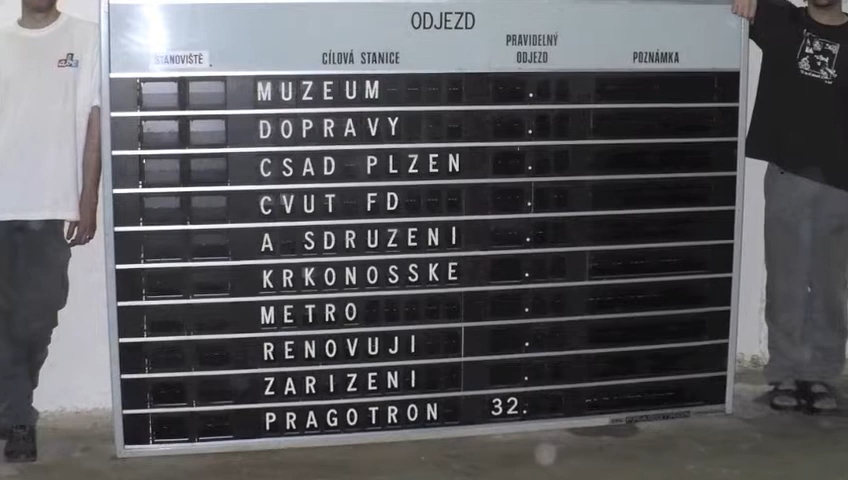 ODJEZD
STANOVIŠTĚ CÍLOVÁ STANICE PRAVIDELNÝ ODJEZD POZNÁMKA
MUZEUM
DOPRAVY
CSAD PLZEN
CVUT FD
A SDRUZENI
KRKONOSSKE
METRO
RENOVUJI
ZARIZENI
PRAGOTRON 32.
PRAGOTRON